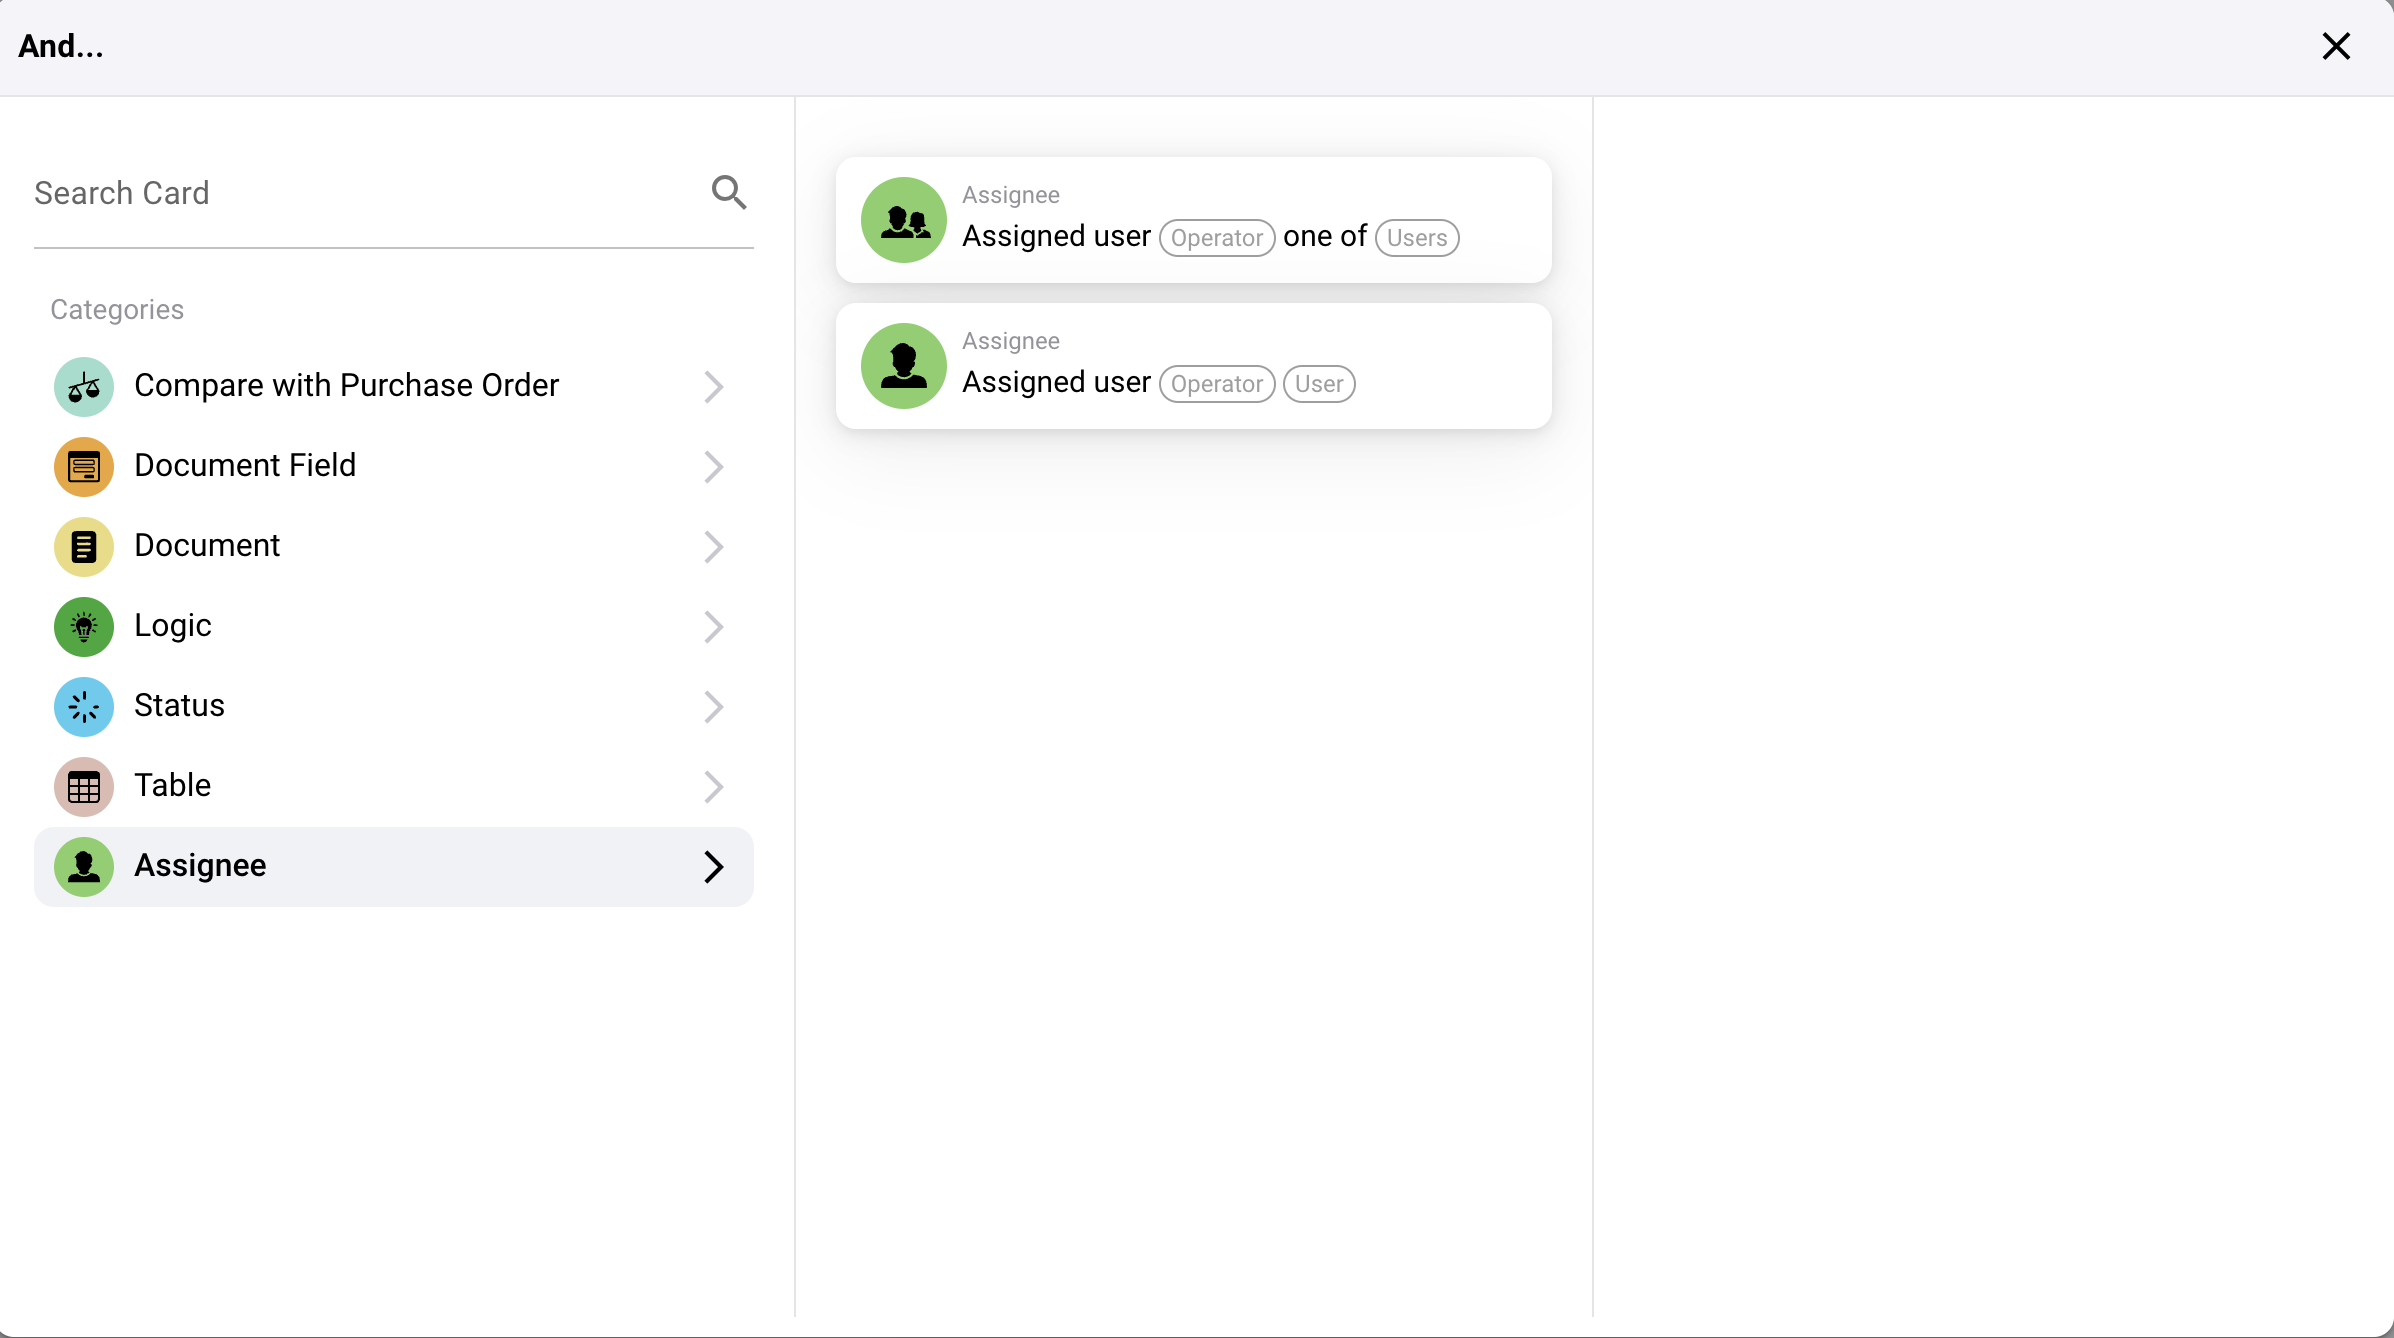 And...
Search Card
Categories
Compare with Purchase Order
Document Field
Document
Logic
Status
Table
Assignee
Assignee
Assigned user Operator one of Users
Assignee
Assigned user Operator User